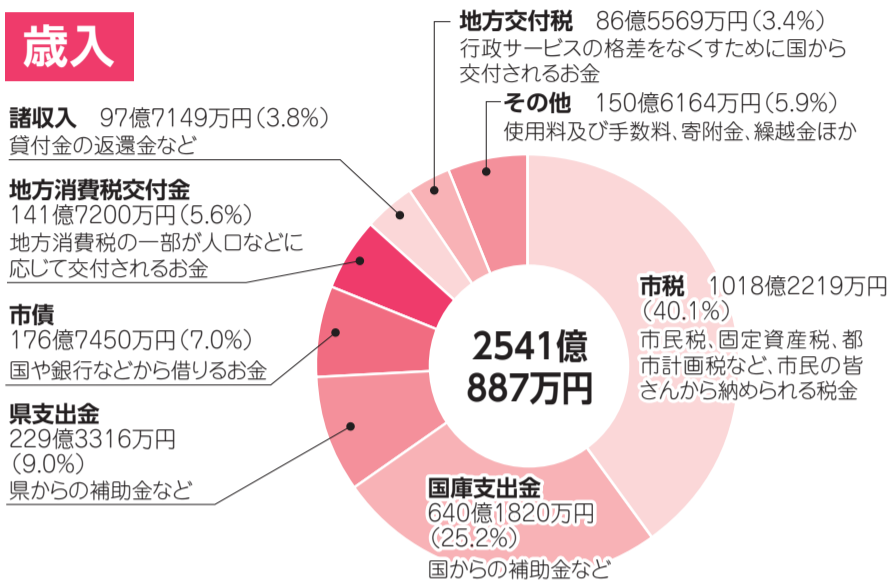 歳入
地方交付税 86億5569万円(3.4%)
行政サービスの格差をなくすために国から
交付されるお金
その他 150億6164万円(5.9%)
使用料及び手数料、寄附金、繰越金ほか
諸収入 97億7149万円(3.8%)
貸付金の返還金など
地方消費税交付金
141億7200万円(5.6%)
地方消費税の一部が人口などに
応じて交付されるお金
市債
176億7450万円(7.0%)
国や銀行などから借りるお金
県支出金
229億3316万円
(9.0%)
県からの補助金など
2541億
887万円
市税 1018億2219万円
(40.1%)
市民税、固定資産税、都
市計画税など、市民の皆
さんから納められる税金
国庫支出金
640億1820万円
(25.2%)
国からの補助金など